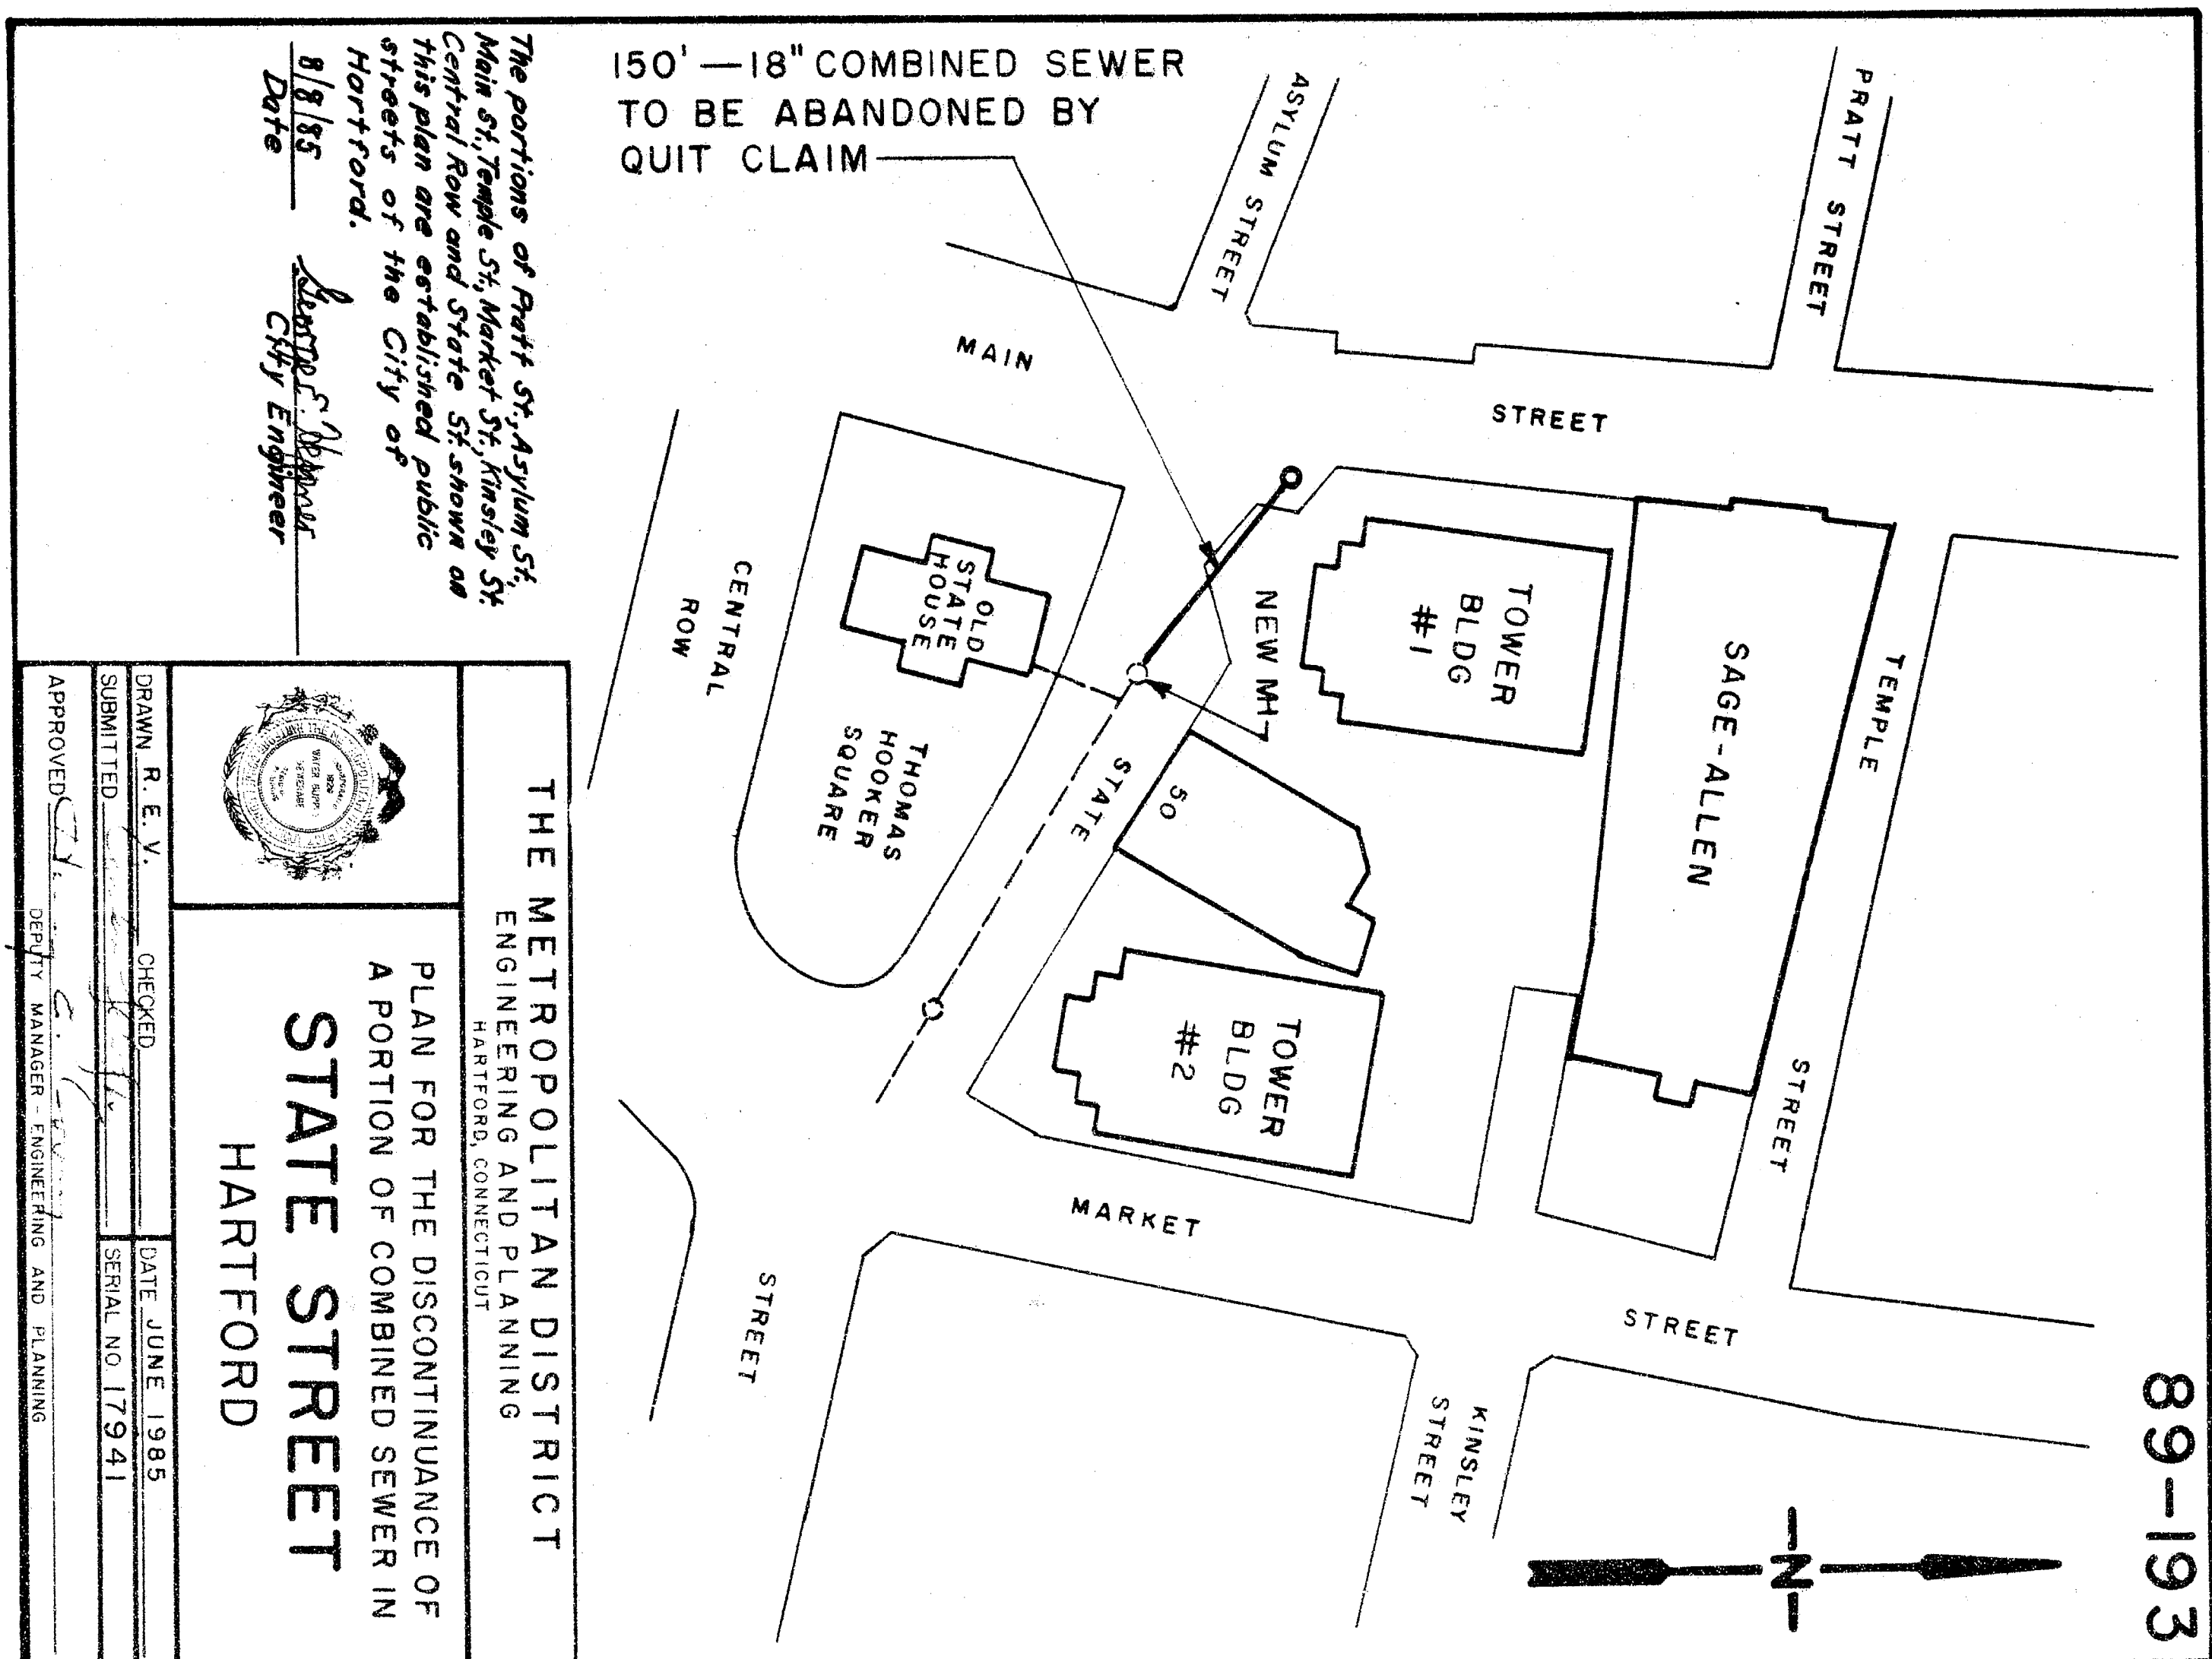 150'—18" COMBINED SEWER
TO BE ABANDONED BY
QUIT CLAIM
ASYLUM STREET
PRATT STREET
MAIN
STREET
The portions of Pratt St., Asylum St.,
Main St., Temple St., Market St., Kinsley St.
Central Row and State St. shown on
this plan are established public
streets of the City of
Hartford.
8/8/85
Date
City Engineer
CENTRAL
ROW
OLD
STATE
HOUSE
THOMAS
HOOKER
SQUARE
NEW MH
STATE
50
TOWER
BLDG
#1
SAGE-ALLEN
TEMPLE
STREET
TOWER
BLDG
#2
MARKET
STREET
STREET
KINSLEY
STREET
N
89-193
THE METROPOLITAN DISTRICT
ENGINEERING AND PLANNING
HARTFORD, CONNECTICUT
PLAN FOR THE DISCONTINUANCE OF
A PORTION OF COMBINED SEWER IN
STATE STREET
HARTFORD
DRAWN R. E. V. CHECKED
DATE JUNE 1985
SUBMITTED
SERIAL NO. 17941
APPROVED
DEPUTY MANAGER - ENGINEERING AND PLANNING